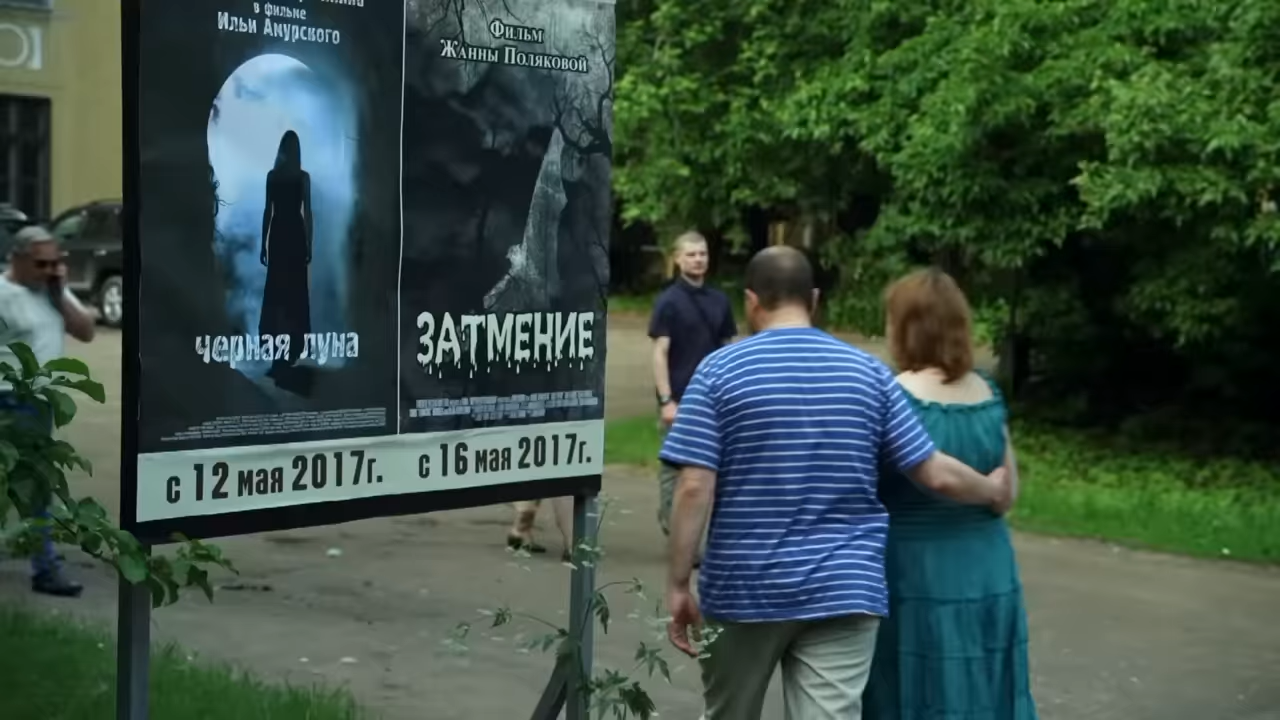 в фильме
Ильи Амурского
черная луна
Фильм
Жанны Поляковой
ЗАТМЕНИЕ
с 12 мая 2017г.
с 16 мая 2017г.